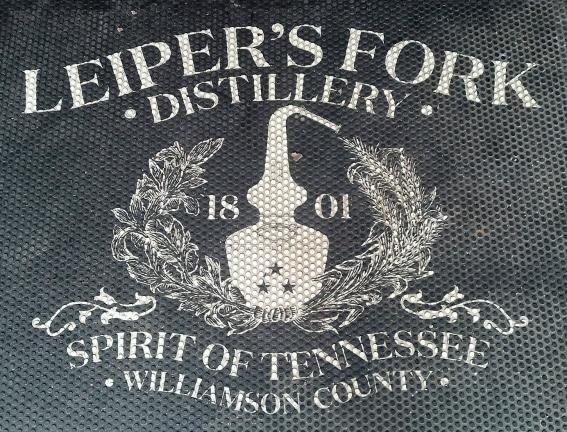 LEIPER'S FORK
• DISTILLERY •
18 01
SPIRIT OF TENNESSEE
• WILLIAMSON COUNTY •